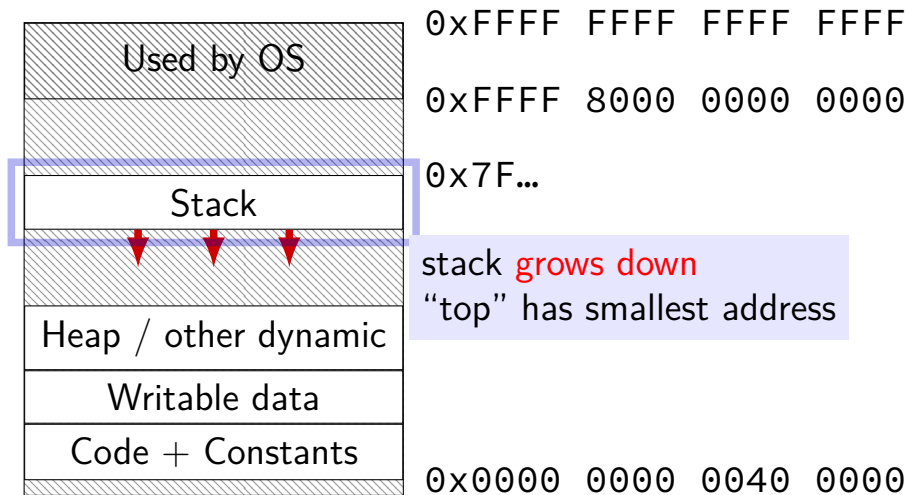 0xFFFF FFFF FFFF FFFF
Used by OS
0xFFFF 8000 0000 0000
0x7F…
Stack
stack grows down
“top” has smallest address
Heap / other dynamic
Writable data
Code + Constants
0x0000 0000 0040 0000